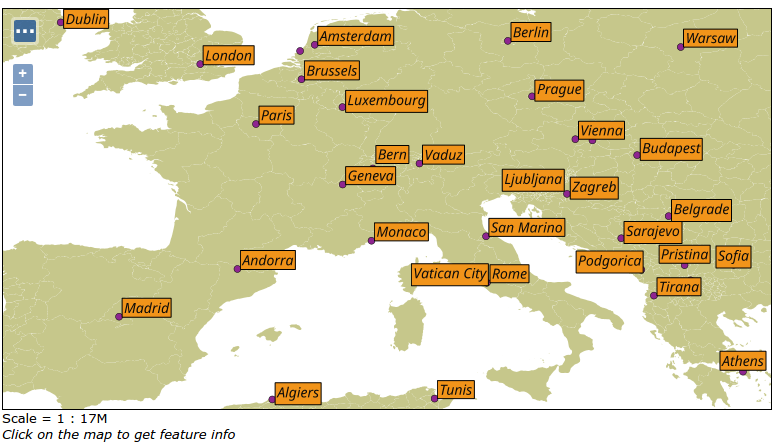 Dublin
...
Amsterdam
Berlin
Warsaw
London
+
Brussels
−
Prague
Luxembourg
Paris
Vienna
Budapest
Bern
Vaduz
Geneva
Ljubljana
Zagreb
Belgrade
San Marino
Monaco
Sarajevo
Andorra
Podgorica
Pristina
Sofia
Vatican City
Rome
Tirana
Madrid
Athens
Algiers
Tunis
Scale = 1 : 17M
Click on the map to get feature info